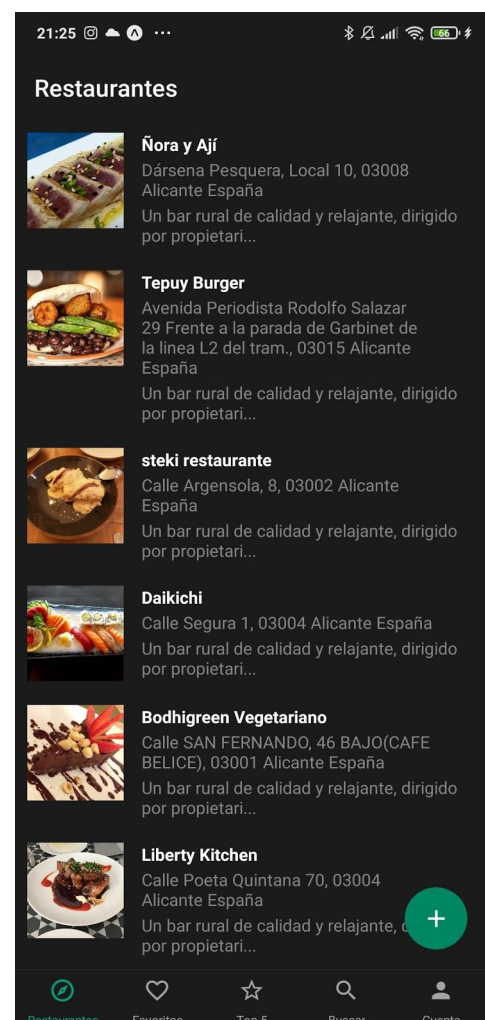 21:25
66
Restaurantes
Ñora y Ají
Dársena Pesquera, Local 10, 03008
Alicante España
Un bar rural de calidad y relajante, dirigido
por propietari...
Tepuy Burger
Avenida Periodista Rodolfo Salazar
29 Frente a la parada de Garbinet de
la linea L2 del tram., 03015 Alicante
España
Un bar rural de calidad y relajante, dirigido
por propietari...
steki restaurante
Calle Argensola, 8, 03002 Alicante
España
Un bar rural de calidad y relajante, dirigido
por propietari...
Daikichi
Calle Segura 1, 03004 Alicante España
Un bar rural de calidad y relajante, dirigido
por propietari...
Bodhigreen Vegetariano
Calle SAN FERNANDO, 46 BAJO(CAFE
BELICE), 03001 Alicante España
Un bar rural de calidad y relajante, dirigido
por propietari...
Liberty Kitchen
Calle Poeta Quintana 70, 03004
Alicante España
Un bar rural de calidad y relajante,
por propietari...
Restaurantes Favoritos Top 5 Buscar Cuenta